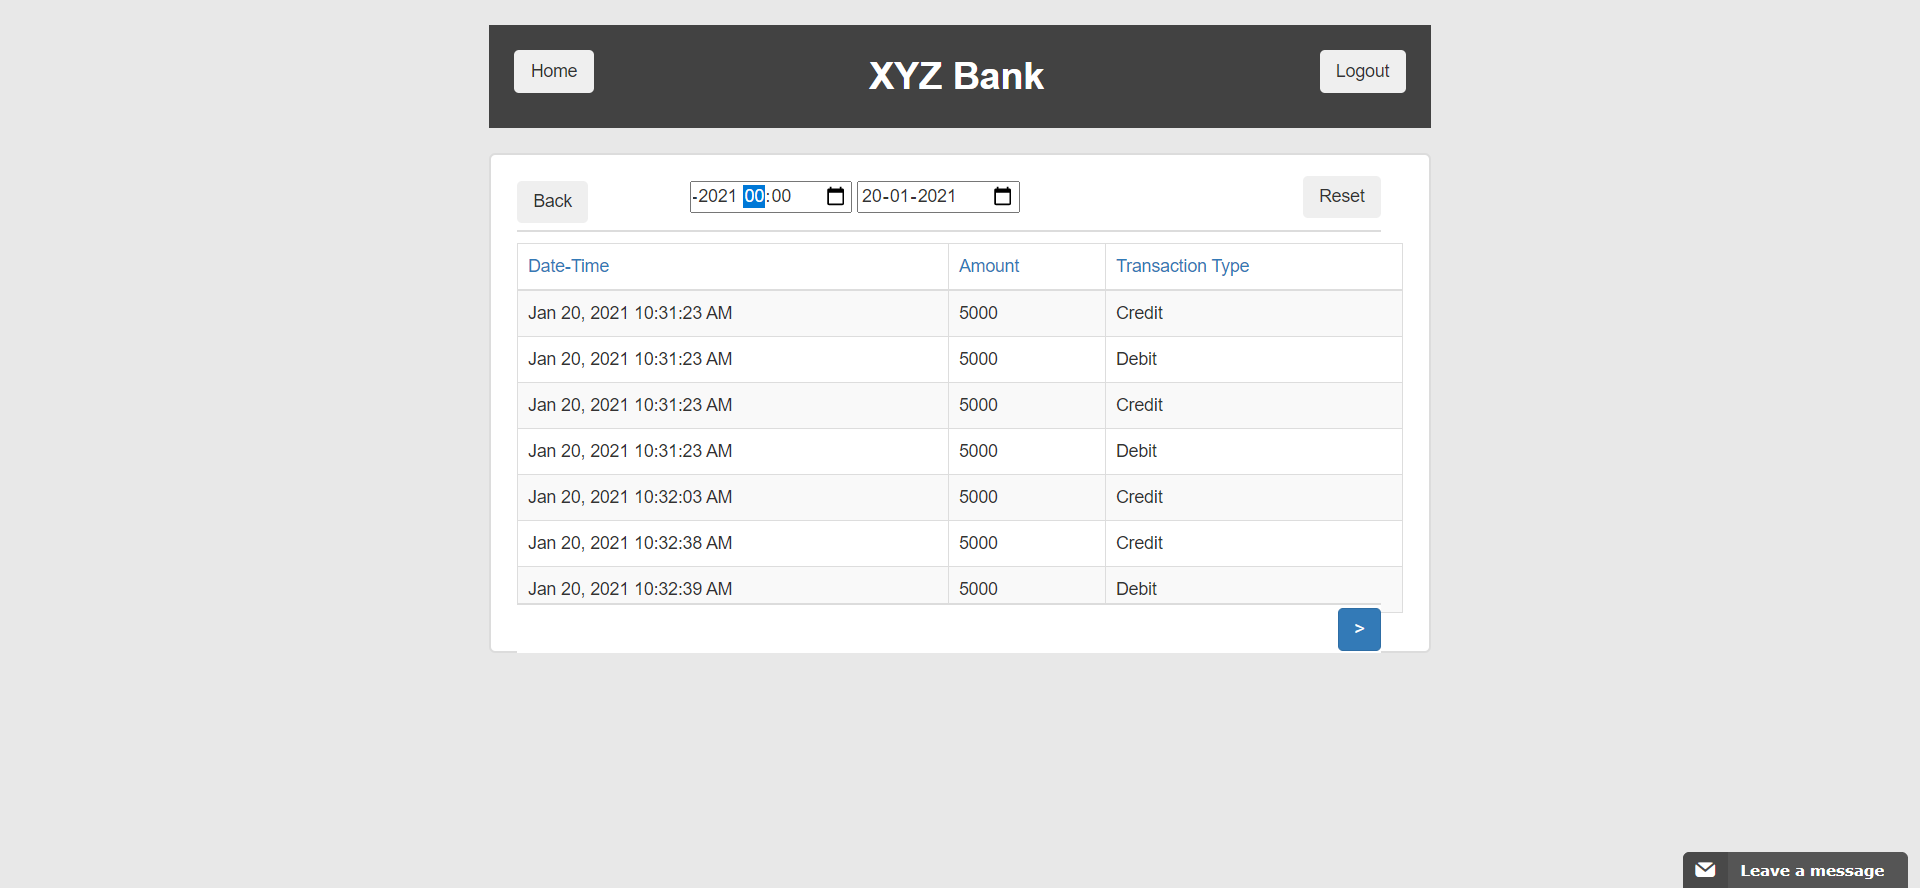 Home XYZ Bank Logout
Back -2021 00:00 20-01-2021 Reset
Date-Time Amount Transaction Type
Jan 20, 2021 10:31:23 AM 5000 Credit
Jan 20, 2021 10:31:23 AM 5000 Debit
Jan 20, 2021 10:31:23 AM 5000 Credit
Jan 20, 2021 10:31:23 AM 5000 Debit
Jan 20, 2021 10:32:03 AM 5000 Credit
Jan 20, 2021 10:32:38 AM 5000 Credit
Jan 20, 2021 10:32:39 AM 5000 Debit
>
Leave a message